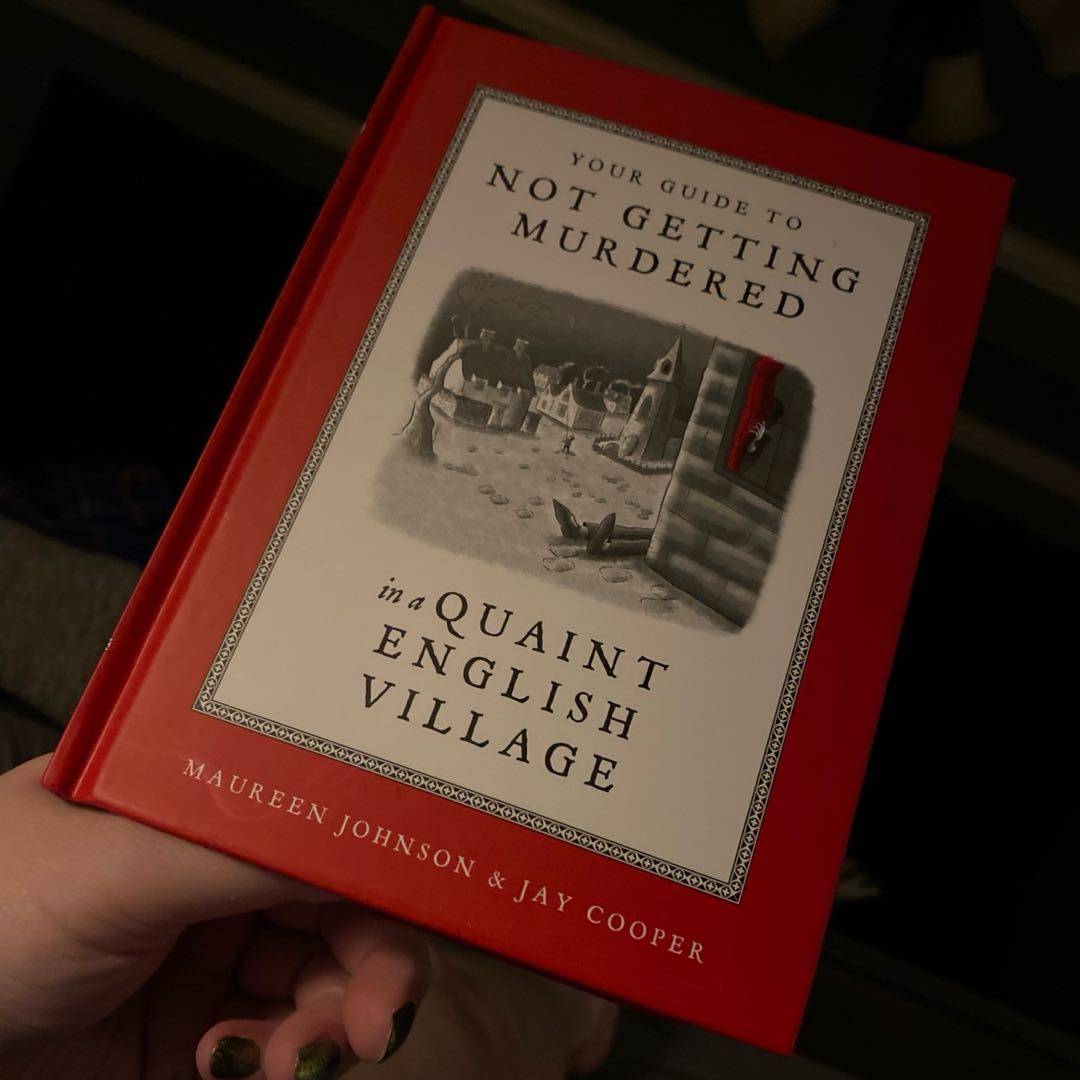 YOUR GUIDE TO
NOT GETTING
MURDERED
in a QUAINT
ENGLISH
VILLAGE
MAUREEN JOHNSON & JAY COOPER